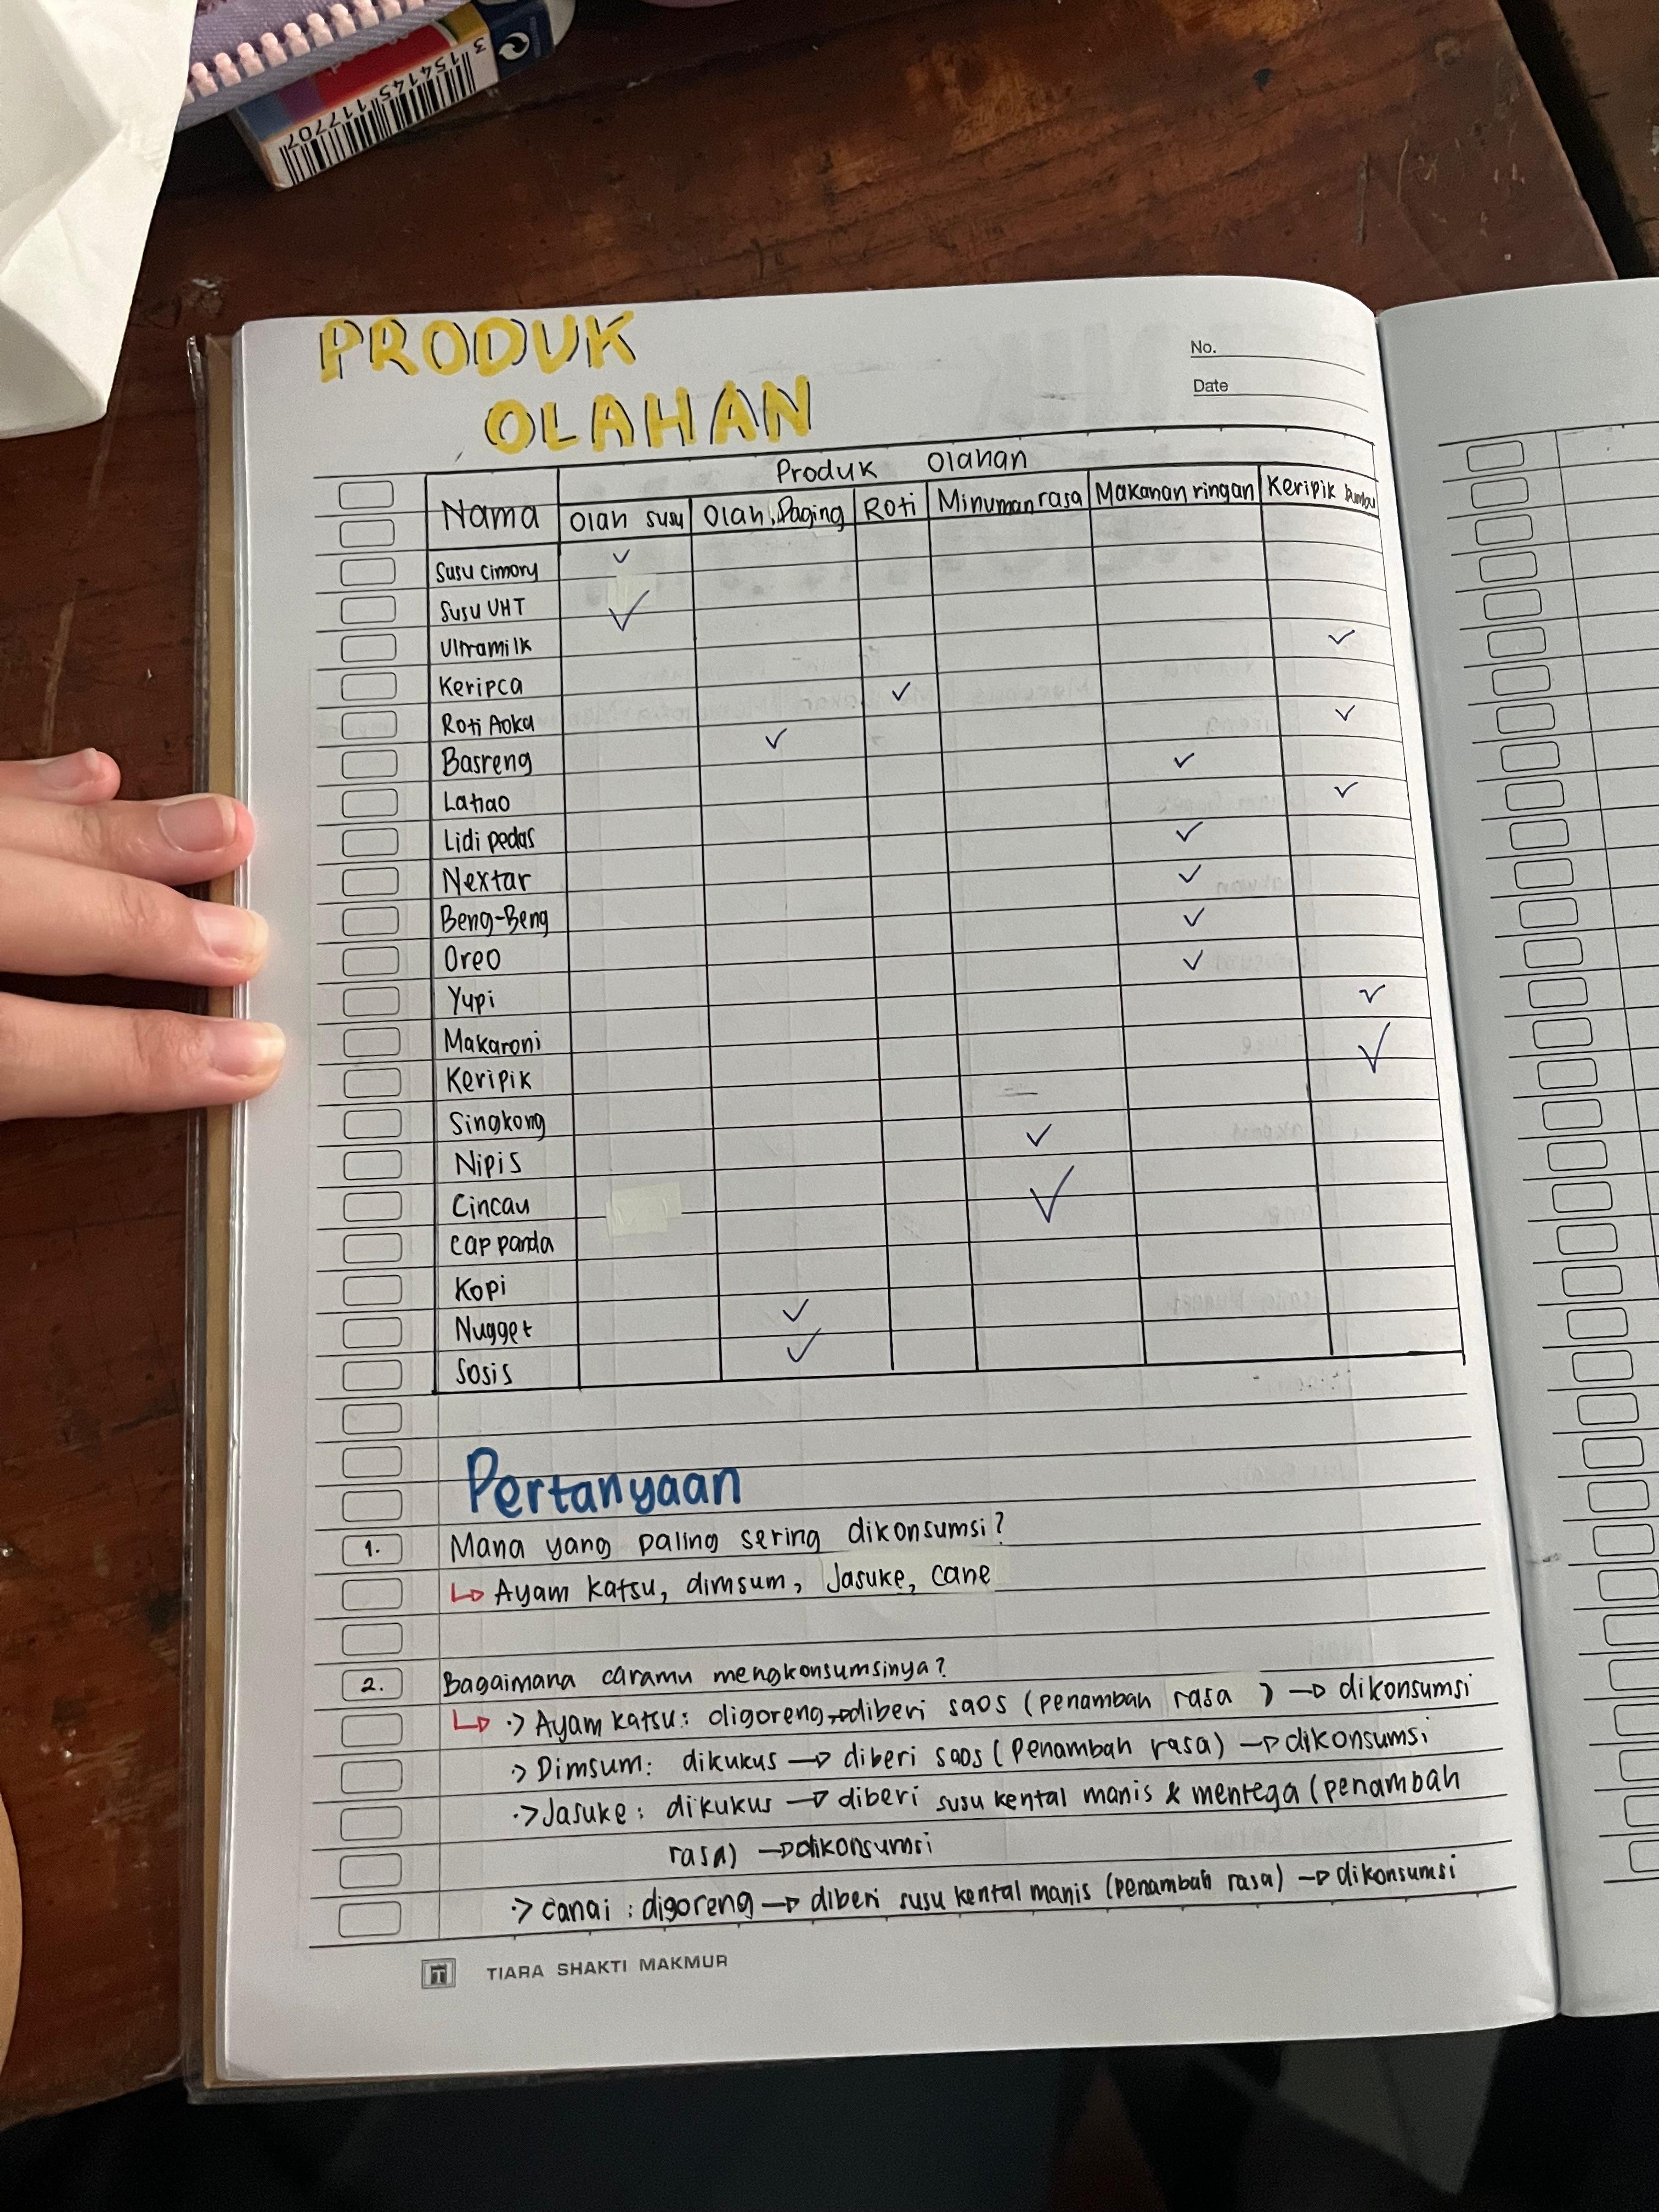 3 154145 117707
PRODUK
OLAHAN
No.
Date
Produk Olahan
Nama
Olah susu
Olah. Daging
Roti
Minuman rasa
Makanan ringan
Keripik bumbu
Susu cimory ✓
Susu UHT ✓
Ultramilk ✓
Keripca ✓
Roti Aoka ✓
Basreng ✓
Latiao ✓
Lidi pedas ✓
Nextar ✓
Beng-Beng ✓
Oreo ✓
Yupi ✓
Makaroni ✓
Keripik
Singkong ✓
Nipis
Cincau ✓
cap panda
Kopi
Nugget ✓
Sosis ✓
Pertanyaan
1. Mana yang paling sering dikonsumsi?
↳ Ayam katsu, dimsum, Jasuke, cane
2. Bagaimana caramu mengkonsumsinya?
↳ •> Ayam katsu: digoreng → diberi saos (penambah rasa ) → dikonsumsi
•> Dimsum: dikukus → diberi saos (Penambah rasa) → dikonsumsi
•> Jasuke: dikukus → diberi susu kental manis & mentega (penambah
rasa) → dikonsumsi
•> canai : digoreng → diberi susu kental manis (penambah rasa) → dikonsumsi
TIARA SHAKTI MAKMUR